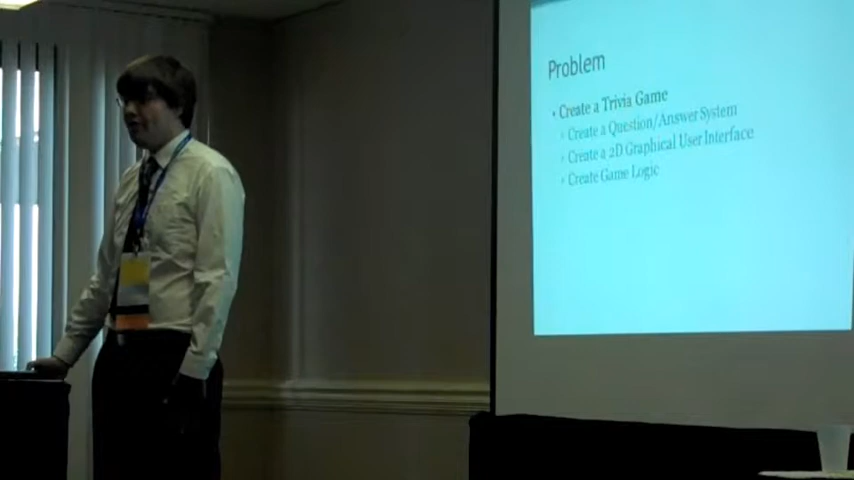 Problem
• Create a Trivia Game
• Create a Question/Answer System
• Create a 2D Graphical User Interface
• Create Game Logic